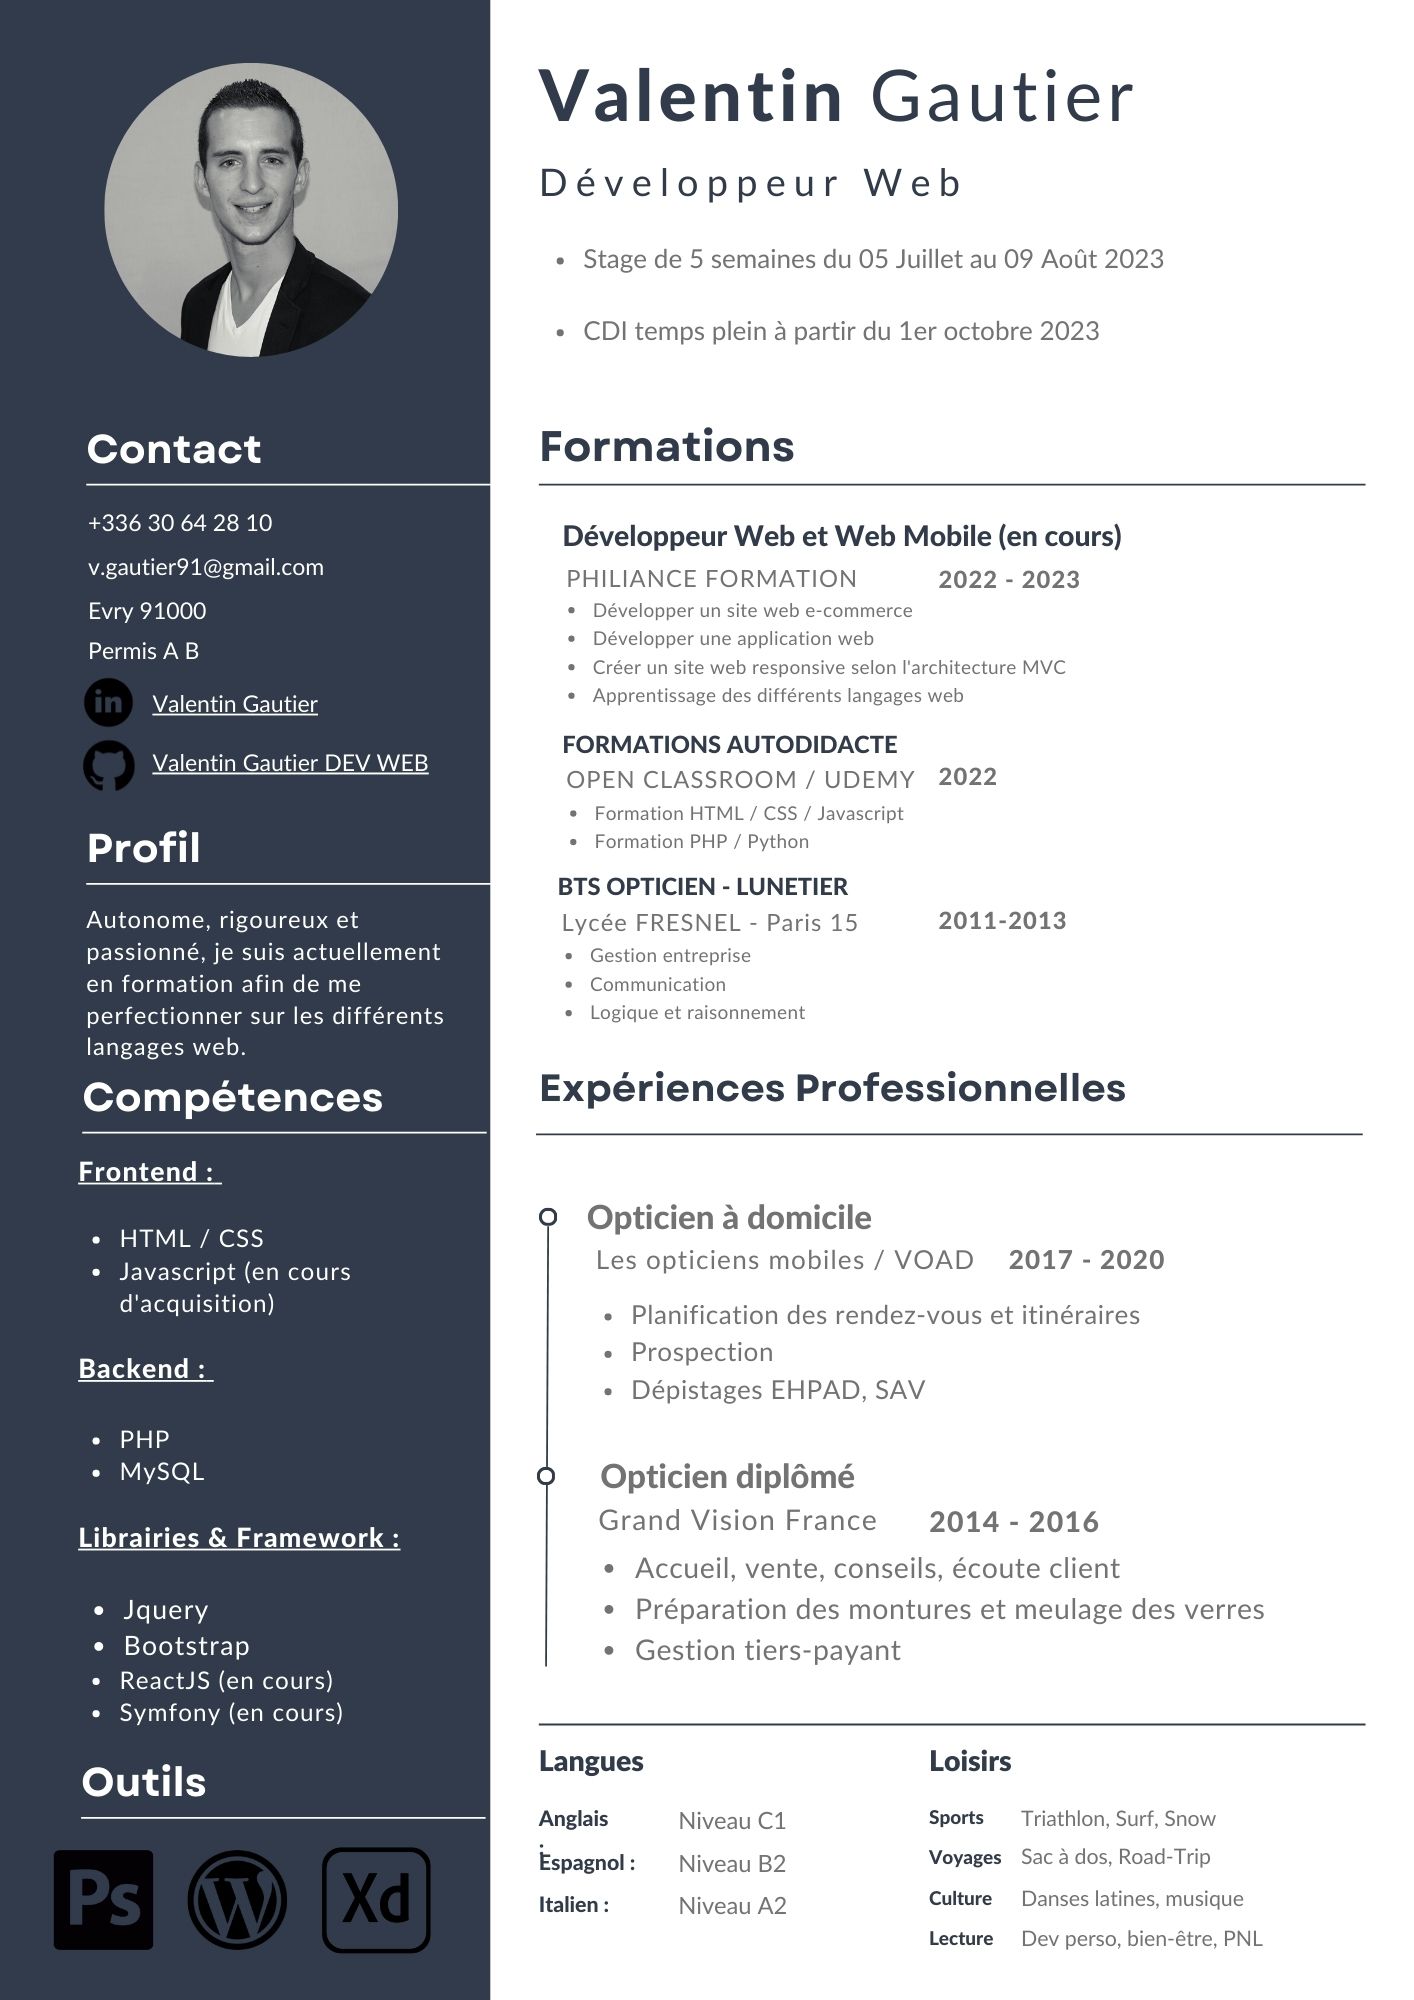 Valentin Gautier
Développeur Web
Stage de 5 semaines du 05 Juillet au 09 Août 2023
CDI temps plein à partir du 1er octobre 2023
Contact
+336 30 64 28 10
v.gautier91@gmail.com
Evry 91000
Permis A B
in Valentin Gautier
Valentin Gautier DEV WEB
Profil
Autonome, rigoureux et
passionné, je suis actuellement
en formation afin de me
perfectionner sur les différents
langages web.
Compétences
Frontend :
HTML / CSS
Javascript (en cours
d'acquisition)
Backend :
PHP
MySQL
Librairies & Framework :
Jquery
Bootstrap
ReactJS (en cours)
Symfony (en cours)
Outils
Ps W Xd
Formations
Développeur Web et Web Mobile (en cours)
PHILIANCE FORMATION 2022 - 2023
Développer un site web e-commerce
Développer une application web
Créer un site web responsive selon l'architecture MVC
Apprentissage des différents langages web
FORMATIONS AUTODIDACTE
OPEN CLASSROOM / UDEMY 2022
Formation HTML / CSS / Javascript
Formation PHP / Python
BTS OPTICIEN - LUNETIER
Lycée FRESNEL - Paris 15 2011-2013
Gestion entreprise
Communication
Logique et raisonnement
Expériences Professionnelles
Opticien à domicile
Les opticiens mobiles / VOAD 2017 - 2020
Planification des rendez-vous et itinéraires
Prospection
Dépistages EHPAD, SAV
Opticien diplômé
Grand Vision France 2014 - 2016
Accueil, vente, conseils, écoute client
Préparation des montures et meulage des verres
Gestion tiers-payant
Langues
Anglais : Niveau C1
Espagnol : Niveau B2
Italien : Niveau A2
Loisirs
Sports Triathlon, Surf, Snow
Voyages Sac à dos, Road-Trip
Culture Danses latines, musique
Lecture Dev perso, bien-être, PNL